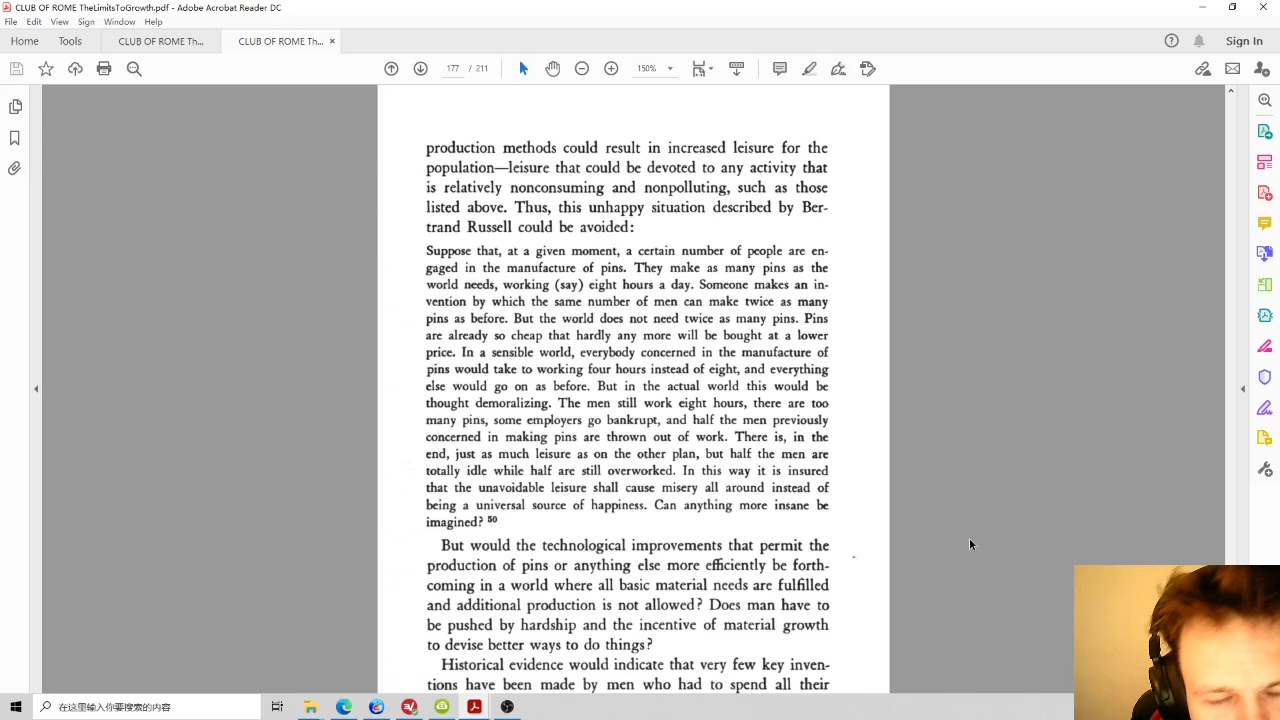 CLUB OF ROME TheLimitsToGrowth.pdf - Adobe Acrobat Reader DC
File Edit View Sign Window Help
Home Tools CLUB OF ROME Th... CLUB OF ROME Th... × Sign In
177 / 211 150%
production methods could result in increased leisure for the
population—leisure that could be devoted to any activity that
is relatively nonconsuming and nonpolluting, such as those
listed above. Thus, this unhappy situation described by Ber-
trand Russell could be avoided:
Suppose that, at a given moment, a certain number of people are en-
gaged in the manufacture of pins. They make as many pins as the
world needs, working (say) eight hours a day. Someone makes an in-
vention by which the same number of men can make twice as many
pins as before. But the world does not need twice as many pins. Pins
are already so cheap that hardly any more will be bought at a lower
price. In a sensible world, everybody concerned in the manufacture of
pins would take to working four hours instead of eight, and everything
else would go on as before. But in the actual world this would be
thought demoralizing. The men still work eight hours, there are too
many pins, some employers go bankrupt, and half the men previously
concerned in making pins are thrown out of work. There is, in the
end, just as much leisure as on the other plan, but half the men are
totally idle while half are still overworked. In this way it is insured
that the unavoidable leisure shall cause misery all around instead of
being a universal source of happiness. Can anything more insane be
imagined? 50
But would the technological improvements that permit the
production of pins or anything else more efficiently be forth-
coming in a world where all basic material needs are fulfilled
and additional production is not allowed? Does man have to
be pushed by hardship and the incentive of material growth
to devise better ways to do things?
Historical evidence would indicate that very few key inven-
tions have been made by men who had to spend all their
在这里输入你要搜索的内容